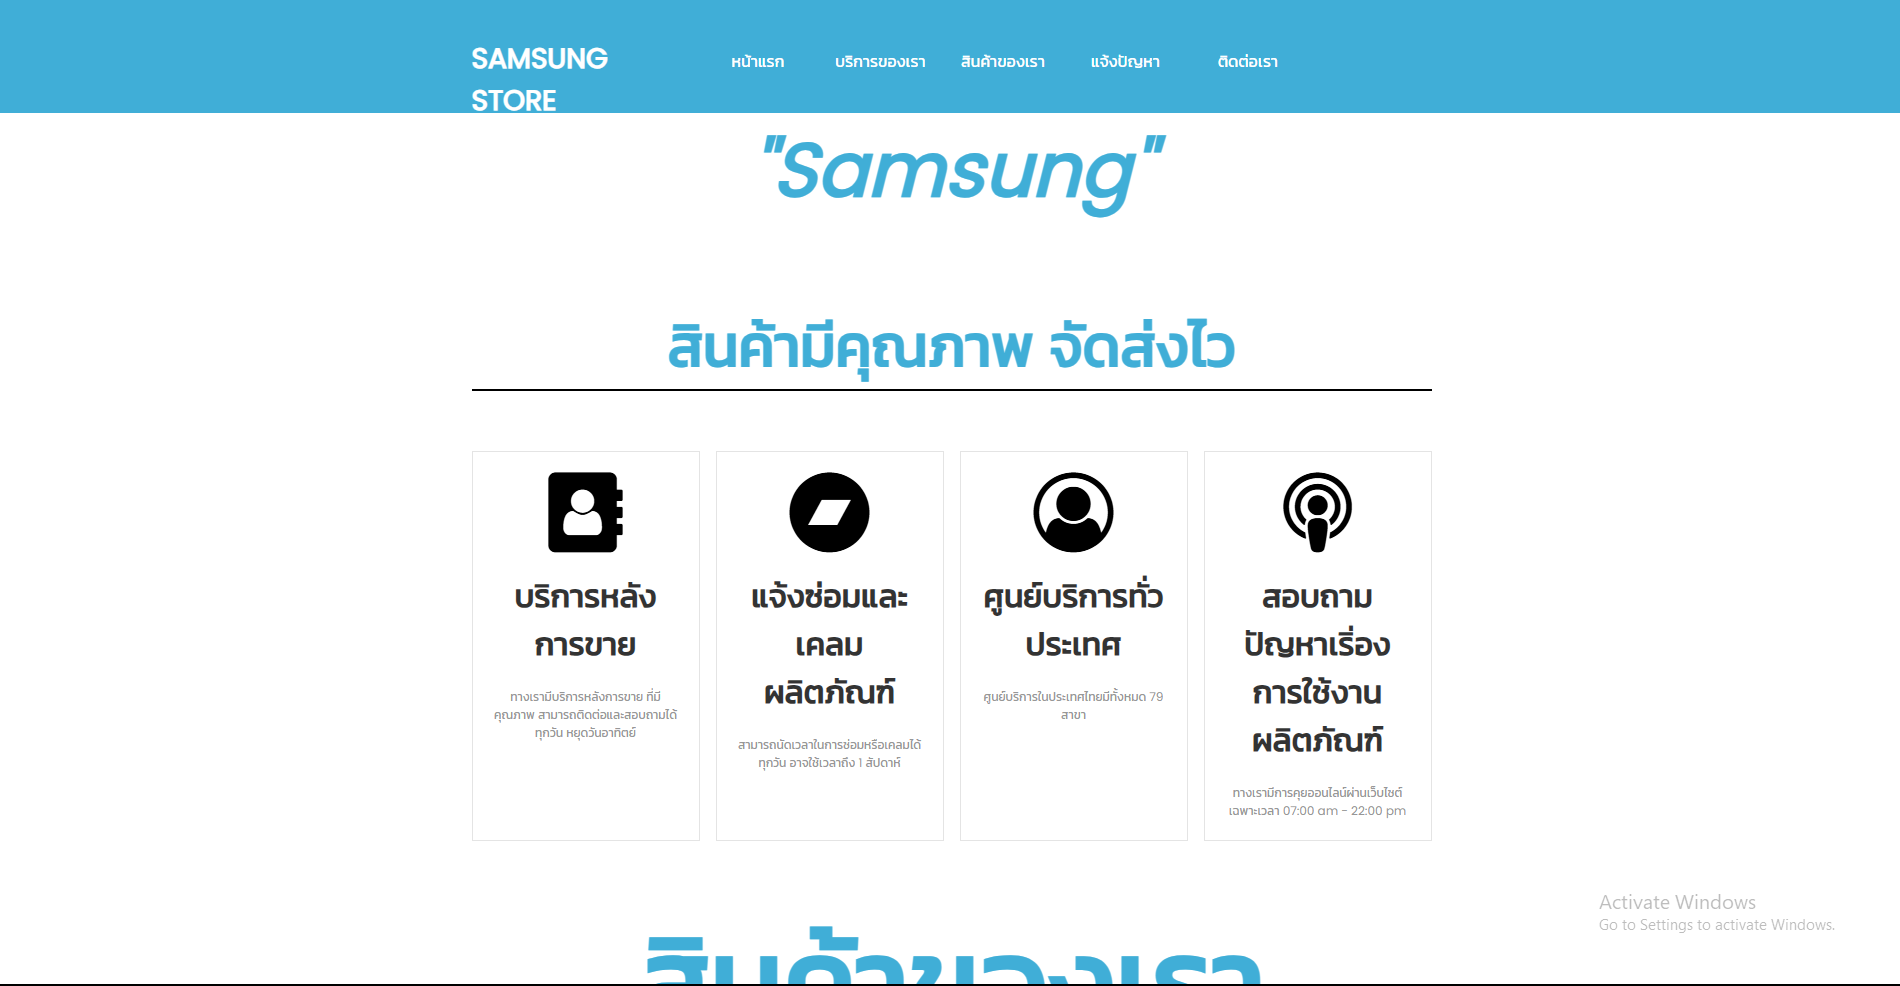 SAMSUNG
STORE
หน้าแรก
บริการของเรา
สินค้าของเรา
แจ้งปัญหา
ติดต่อเรา
"Samsung"
สินค้ามีคุณภาพ จัดส่งไว
บริการหลัง
การขาย
ทางเรามีบริการหลังการขาย ที่มี
คุณภาพ สามารถติดต่อและสอบถามได้
ทุกวัน หยุดวันอาทิตย์
แจ้งซ่อมและ
เคลม
ผลิตภัณฑ์
สามารถนัดเวลาในการซ่อมหรือเคลมได้
ทุกวัน อาจใช้เวลาถึง 1 สัปดาห์
ศูนย์บริการทั่ว
ประเทศ
ศูนย์บริการในประเทศไทยมีทั้งหมด 79
สาขา
สอบถาม
ปัญหาเริ่อง
การใช้งาน
ผลิตภัณฑ์
ทางเรามีการคุยออนไลน์ผ่านเว็บไซต์
เฉพาะเวลา 07:00 am - 22:00 pm
Activate Windows
Go to Settings to activate Windows.
สินค้าของเรา